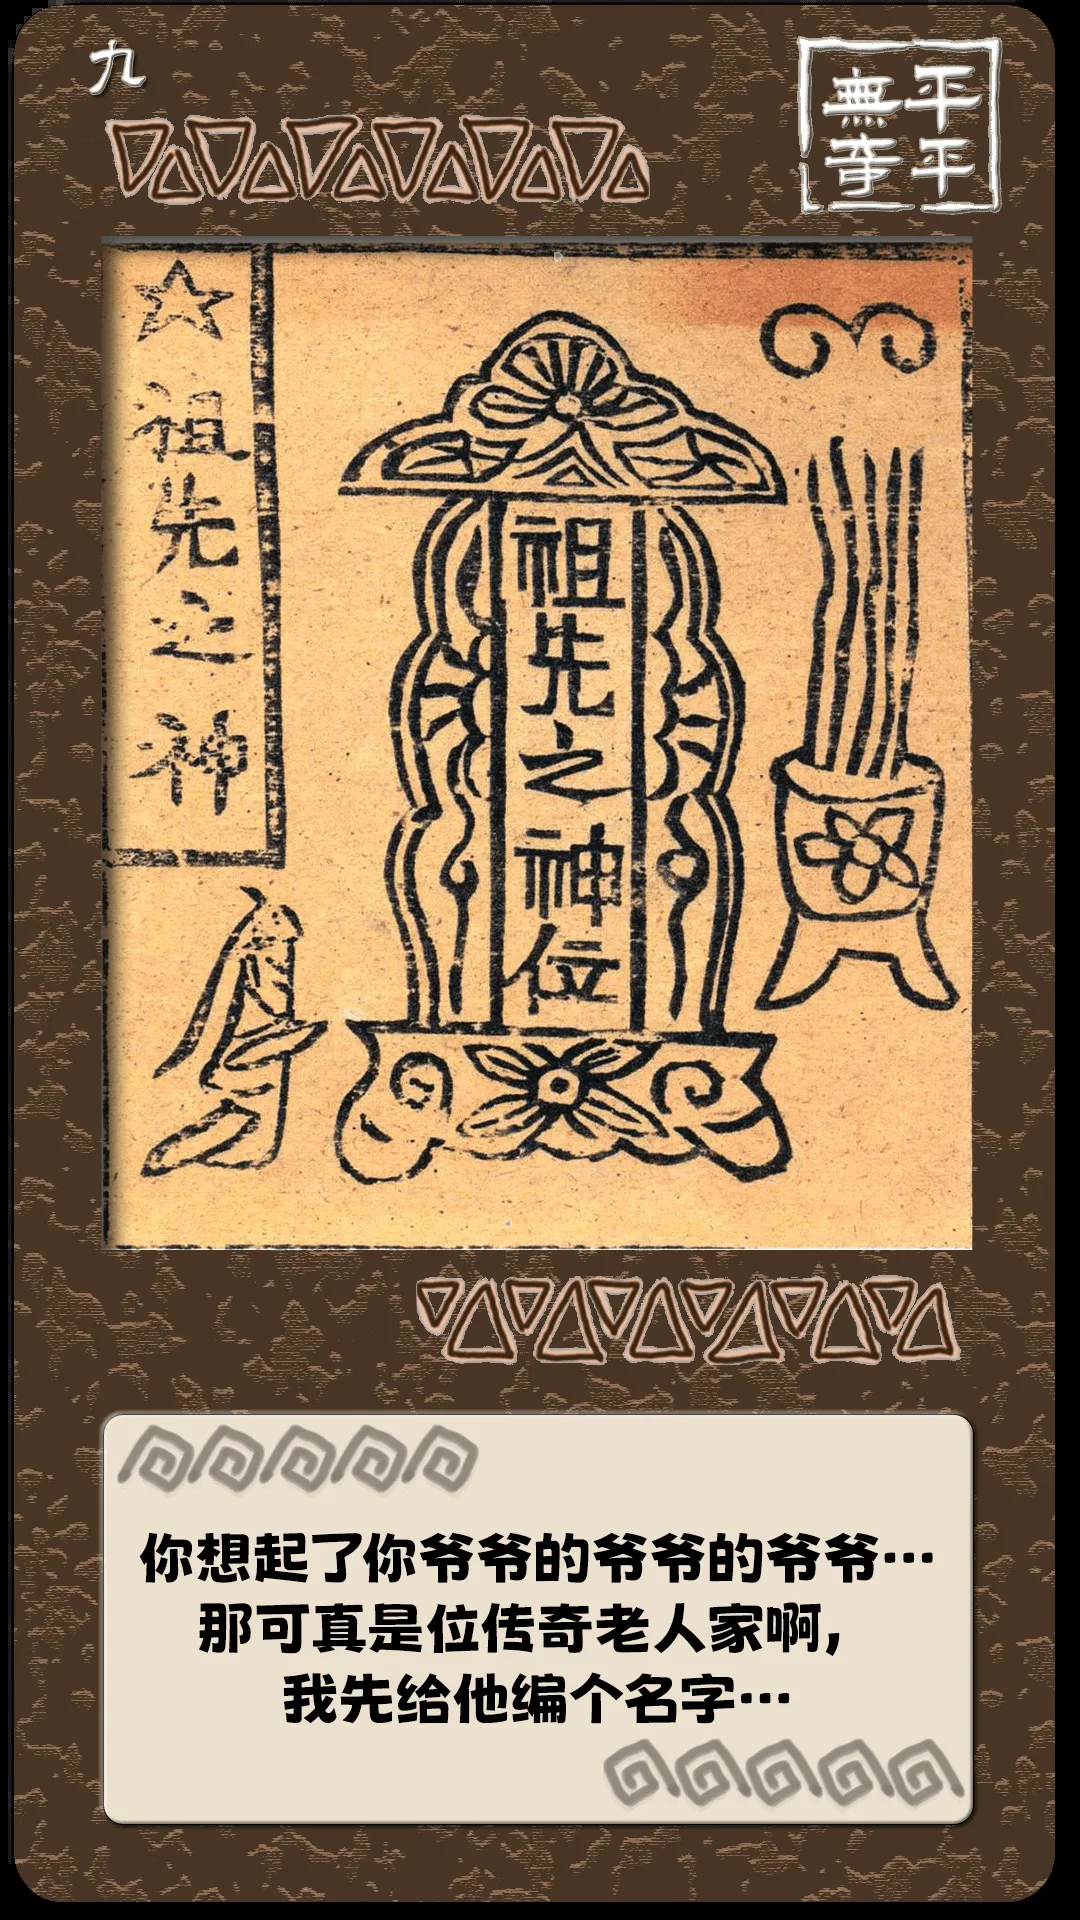 九
平平
無奇
祖先之神
祖先之神位
你想起了你爷爷的爷爷的爷爷…
那可真是位传奇老人家啊,
我先给他编个名字…